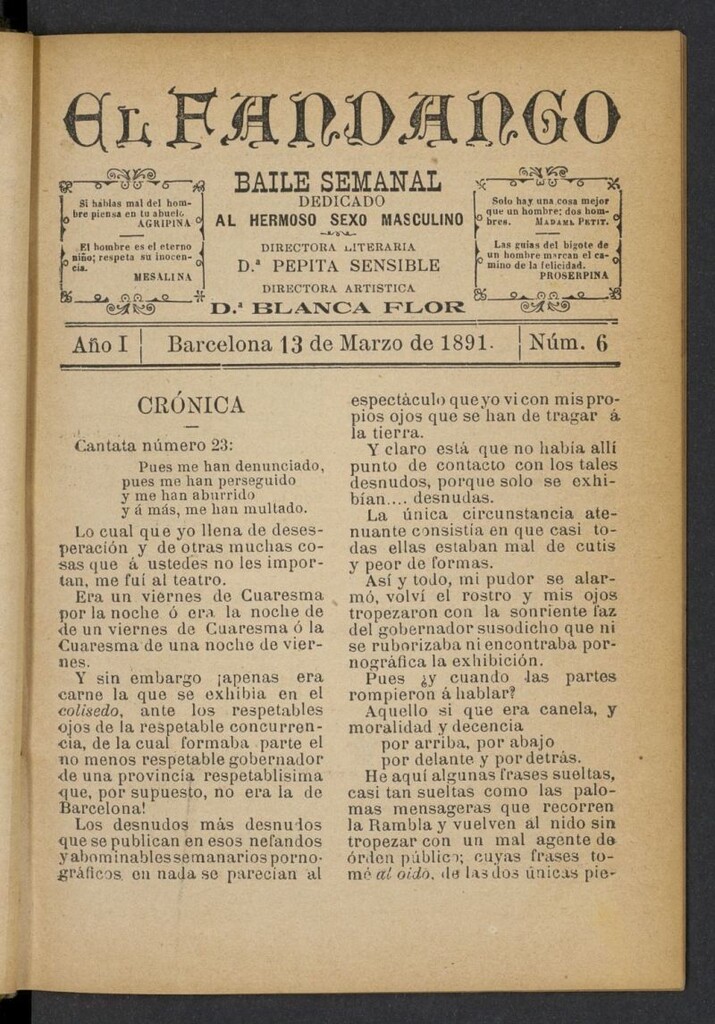 EL FANDANGO
BAILE SEMANAL
DEDICADO
AL HERMOSO SEXO MASCULINO
DIRECTORA LITERARIA
D.ª PEPITA SENSIBLE
DIRECTORA ARTISTICA
D.ª BLANCA FLOR
Si hablas mal del hom-
bre piensa en tu abuelo.
AGRIPINA
El hombre es el eterno
niño; respeta su inocen-
cia.
MESALINA
Solo hay una cosa mejor
que un hombre; dos hom-
bres. MADAME PETIT.
Las guias del bigote de
un hombre marcan el ca-
mino de la felicidad.
PROSERPINA
Año I | Barcelona 13 de Marzo de 1891. | Núm. 6
CRÓNICA
Cantata número 23:
Pues me han denunciado,
pues me han perseguido
y me han aburrido
y á más, me han multado.
Lo cual que yo llena de deses-
peración y de otras muchas co-
sas que á ustedes no les impor-
tan, me fuí al teatro.
Era un viernes de Cuaresma
por la noche ó era la noche de
de un viernes de Cuaresma ó la
Cuaresma de una noche de vier-
nes.
Y sin embargo ¡apenas era
carne la que se exhibia en el
colisedo, ante los respetables
ojos de la respetable concurren-
cia, de la cual formaba parte el
no menos respetable gobernador
de una provincia respetablisima
que, por supuesto, no era la de
Barcelona!
Los desnudos más desnudos
que se publican en esos nefandos
y abominables semanarios porno-
gráficos, en nada se parecian al
espectáculo que yo vi con mis pro-
pios ojos que se han de tragar á
la tierra.
Y claro está que no había allí
punto de contacto con los tales
desnudos, porque solo se exhi-
bían.... desnudas.
La única circunstancia ate-
nuante consistia en que casi to-
das ellas estaban mal de cutis
y peor de formas.
Así y todo, mi pudor se alar-
mó, volví el rostro y mis ojos
tropezaron con la sonriente faz
del gobernador susodicho que ni
se ruborizaba ni encontraba por-
nográfica la exhibición.
Pues ¿y cuando las partes
rompieron á hablar?
Aquello si que era canela, y
moralidad y decencia
por arriba, por abajo
por delante y por detrás.
He aquí algunas frases sueltas,
casi tan sueltas como las palo-
mas mensageras que recorren
la Rambla y vuelven al nido sin
tropezar con un mal agente de
órden público; cuyas frases to-
mé al oido, de las dos únicas pie-